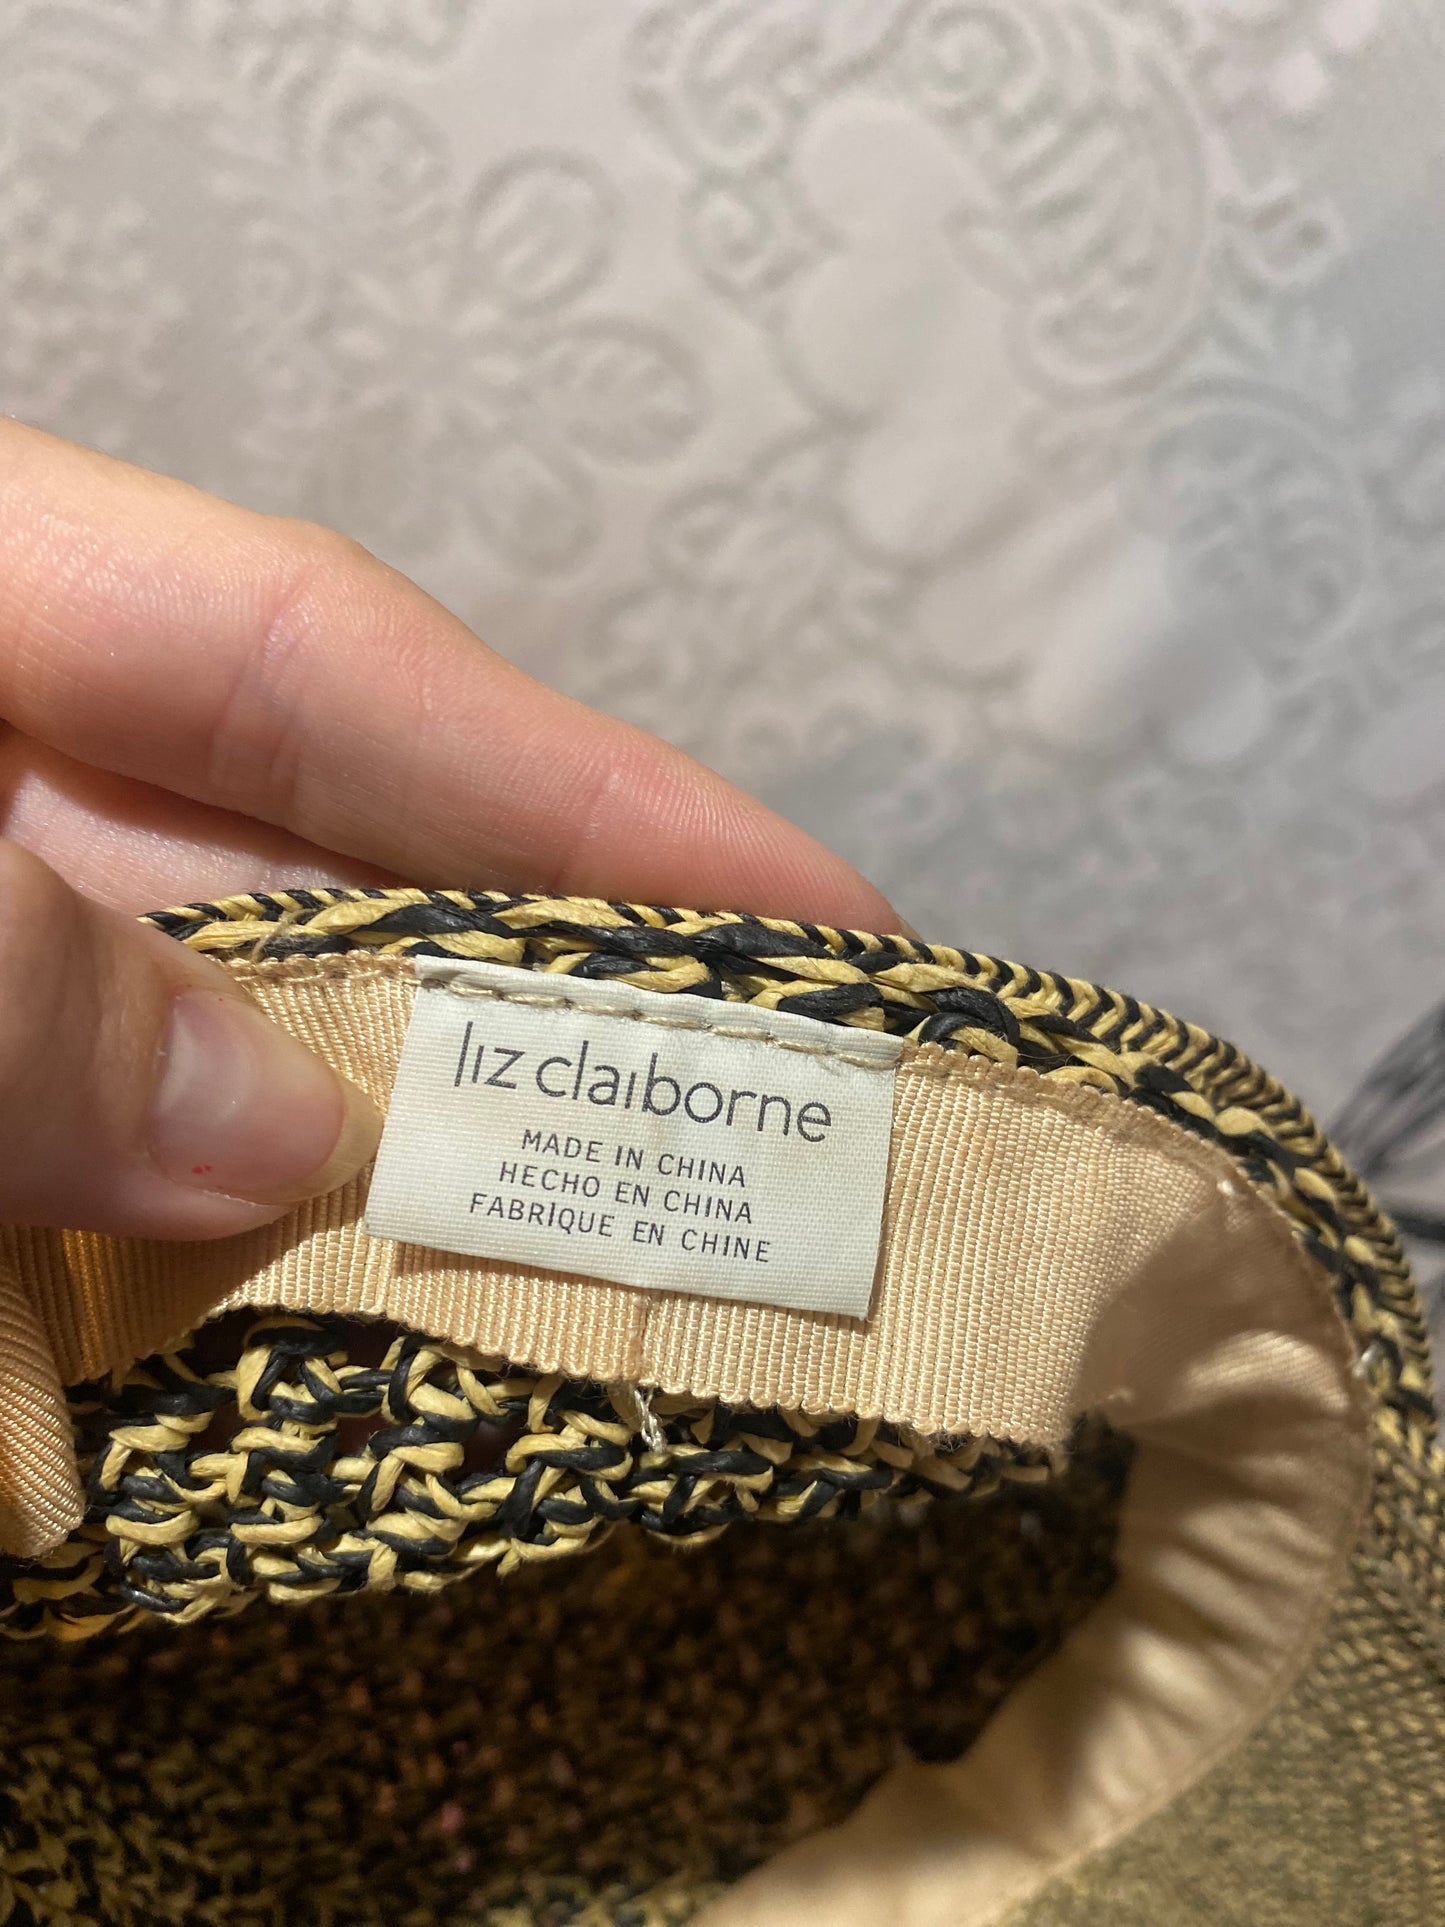 liz claiborne
MADE IN CHINA
HECHO EN CHINA
FABRIQUE EN CHINE